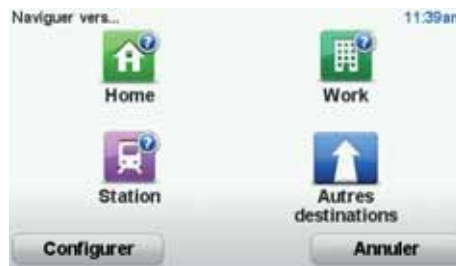 Naviguer vers...
11:39am
Home
Work
Station
Autres
destinations
Configurer
Annuler